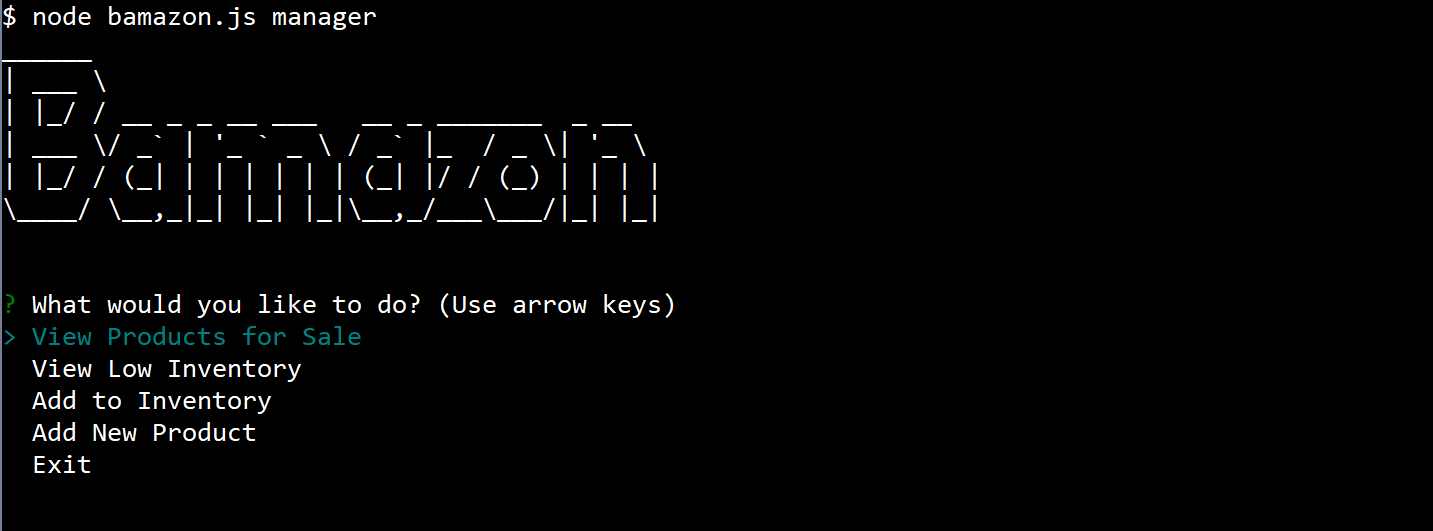 $ node bamazon.js manager
Bamazon
? What would you like to do? (Use arrow keys)
> View Products for Sale
View Low Inventory
Add to Inventory
Add New Product
Exit